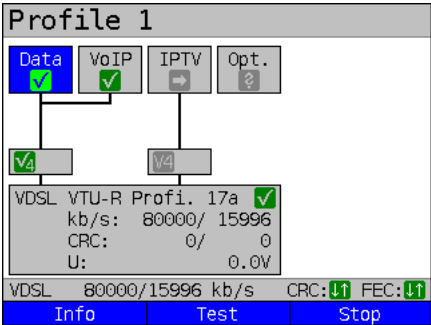 Profile 1
Data VoIP IPTV Opt.
4 V4
VDSL VTU-R Profi. 17a
kb/s: 80000/ 15996
CRC: 0/ 0
U: 0.0V
VDSL 80000/15996 kb/s CRC: FEC:
Info Test Stop